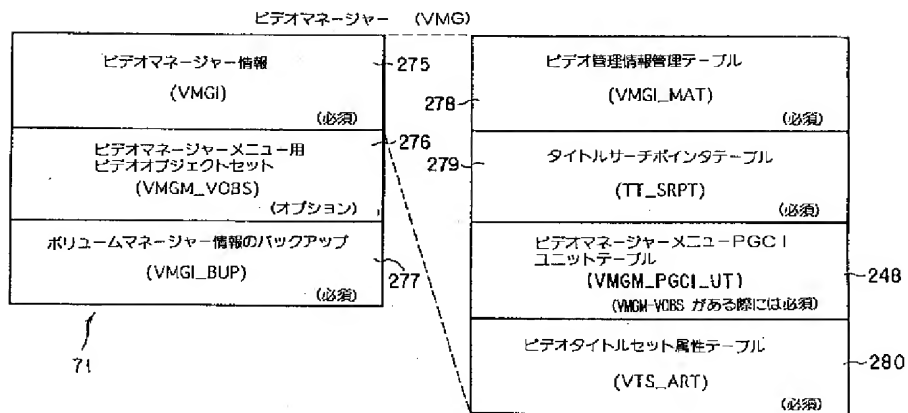 ビデオマネージャー (VMG)
ビデオマネージャー情報
(VMGI)
(必須)
275
ビデオマネージャーメニュー用
ビデオオブジェクトセット
(VMGM_VOBS)
(オプション)
276
ボリュームマネージャー情報のバックアップ
(VMGI_BUP)
(必須)
277
71
ビデオ管理情報管理テーブル
(VMGI_MAT)
(必須)
278
タイトルサーチポインタテーブル
(TT_SRPT)
(必須)
279
ビデオマネージャーメニューPGCI
ユニットテーブル
(VMGM_PGCI_UT)
(VMGM-VOBS がある際には必須)
248
ビデオタイトルセット属性テーブル
(VTS_ART)
(必須)
280